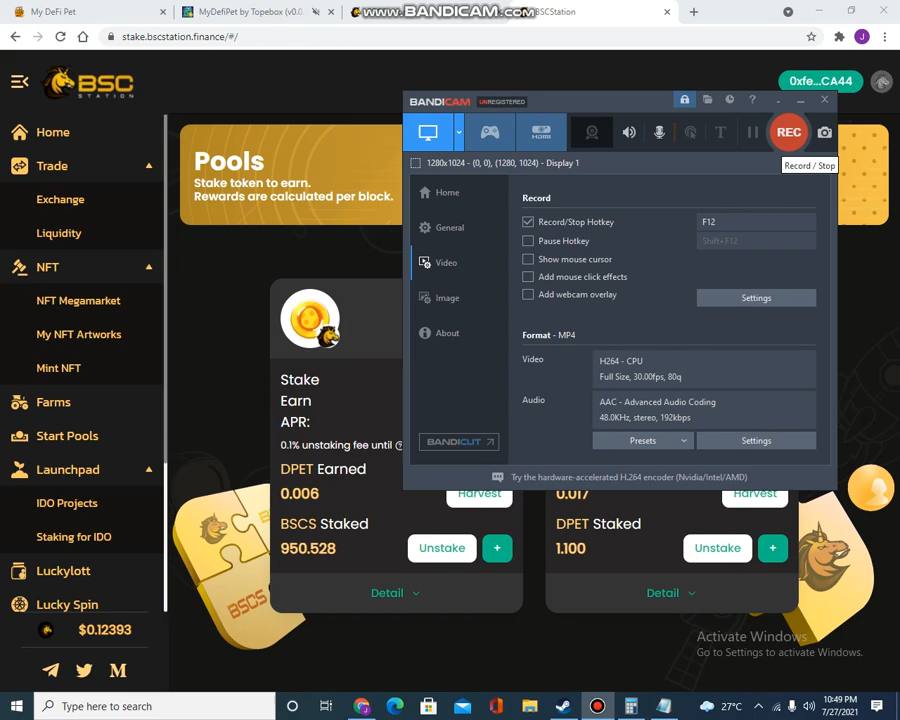 My DeFi Pet
MyDefiPet by Topebox (v0.0.
WWW.BANDICAM.COM
BSCStation
stake.bscstation.finance/#/
J
BSC
STATION
0xfe...CA44
Home
Trade
Exchange
Liquidity
NFT
NFT Megamarket
My NFT Artworks
Mint NFT
Farms
Start Pools
Launchpad
IDO Projects
Staking for IDO
Luckylott
Lucky Spin
$0.12393
Pools
Stake token to earn.
Rewards are calculated per block.
Stake
Earn
APR:
0.1% unstaking fee until
DPET Earned
0.006
Harvest
BSCS Staked
950.528
Unstake
+
Detail
0.017
Harvest
DPET Staked
1.100
Unstake
+
Detail
BSCS
BANDICAM UNREGISTERED
HDMI
REC
Record / Stop
1280x1024 - (0, 0), (1280, 1024) - Display 1
Home
General
Video
Image
About
BANDICUT
Record
Record/Stop Hotkey
F12
Pause Hotkey
Shift+F12
Show mouse cursor
Add mouse click effects
Add webcam overlay
Settings
Format - MP4
Video
H264 - CPU
Full Size, 30.00fps, 80q
Audio
AAC - Advanced Audio Coding
48.0KHz, stereo, 192kbps
Presets
Settings
Try the hardware-accelerated H.264 encoder (Nvidia/Intel/AMD)
Activate Windows
Go to Settings to activate Windows.
Type here to search
27°C
10:49 PM
7/27/2021